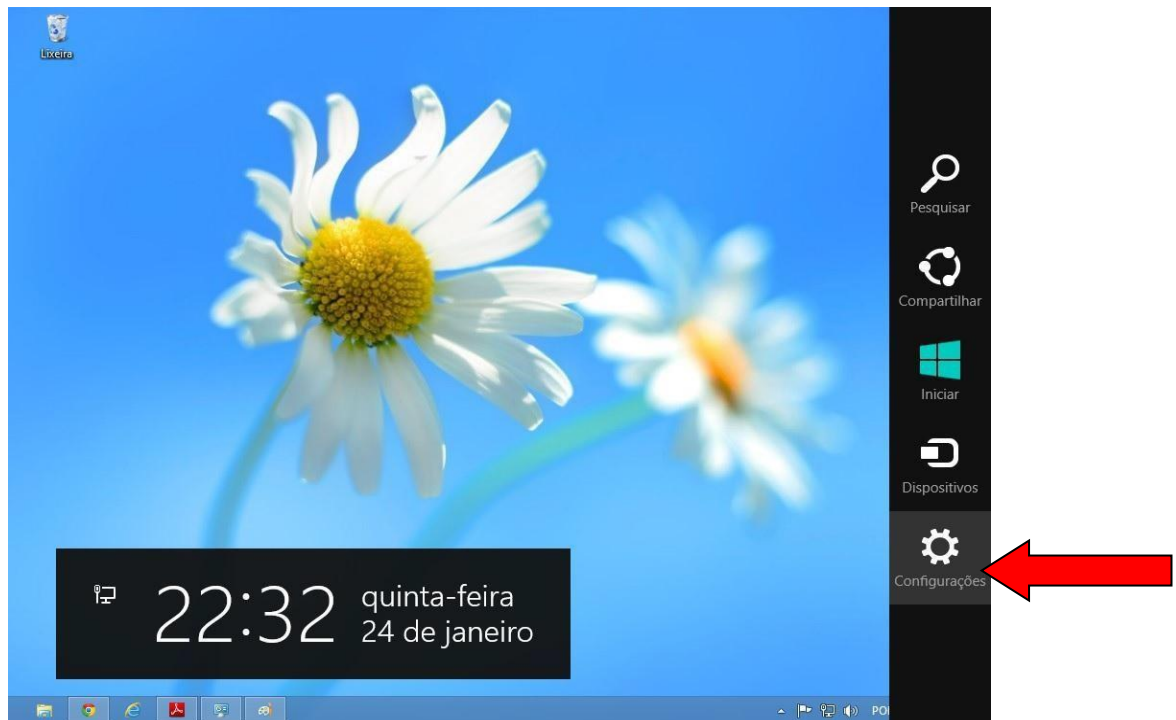 Lixeira
Pesquisar
Compartilhar
Iniciar
Dispositivos
Configurações
22:32
quinta-feira
24 de janeiro